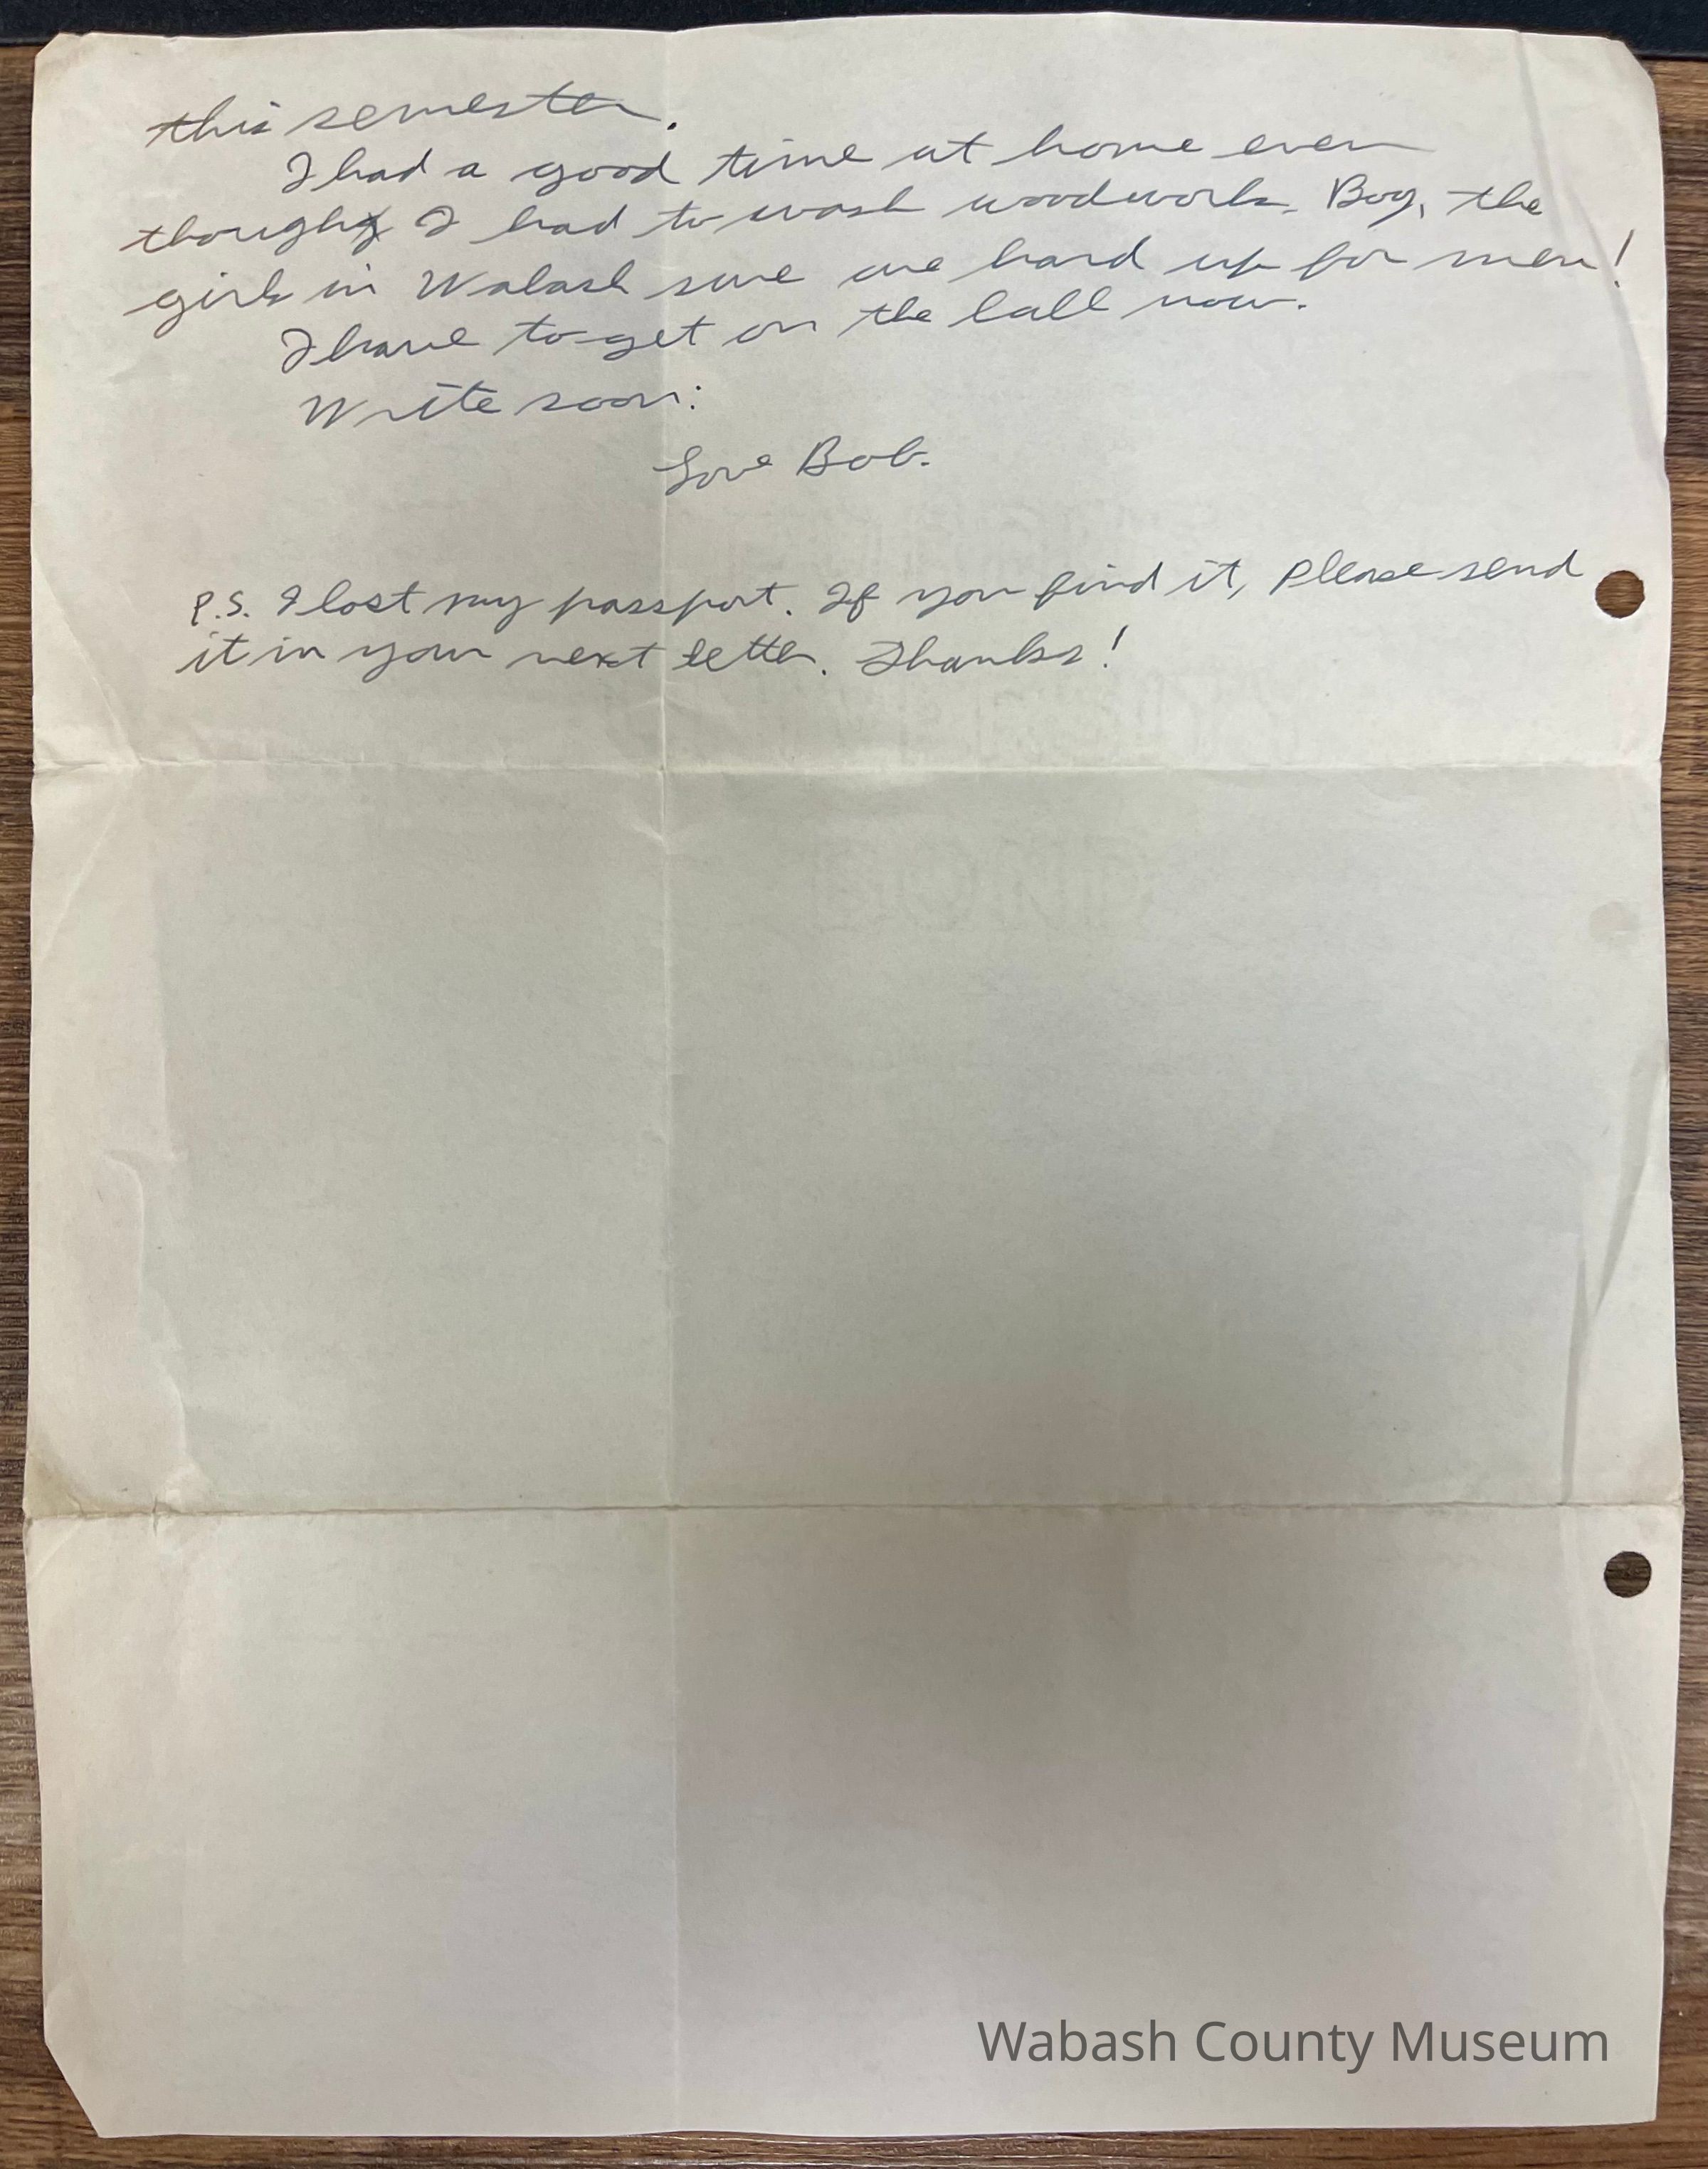 this semester.
I had a good time at home even
though I had to wash woodwork. Boy, the
girls in Wabash sure are hard up for men!
I have to get on the ball now.
Write soon:
Love Bob.
P.S. I lost my passport. If you find it, please send
it in your next letter. Thanks!
Wabash County Museum